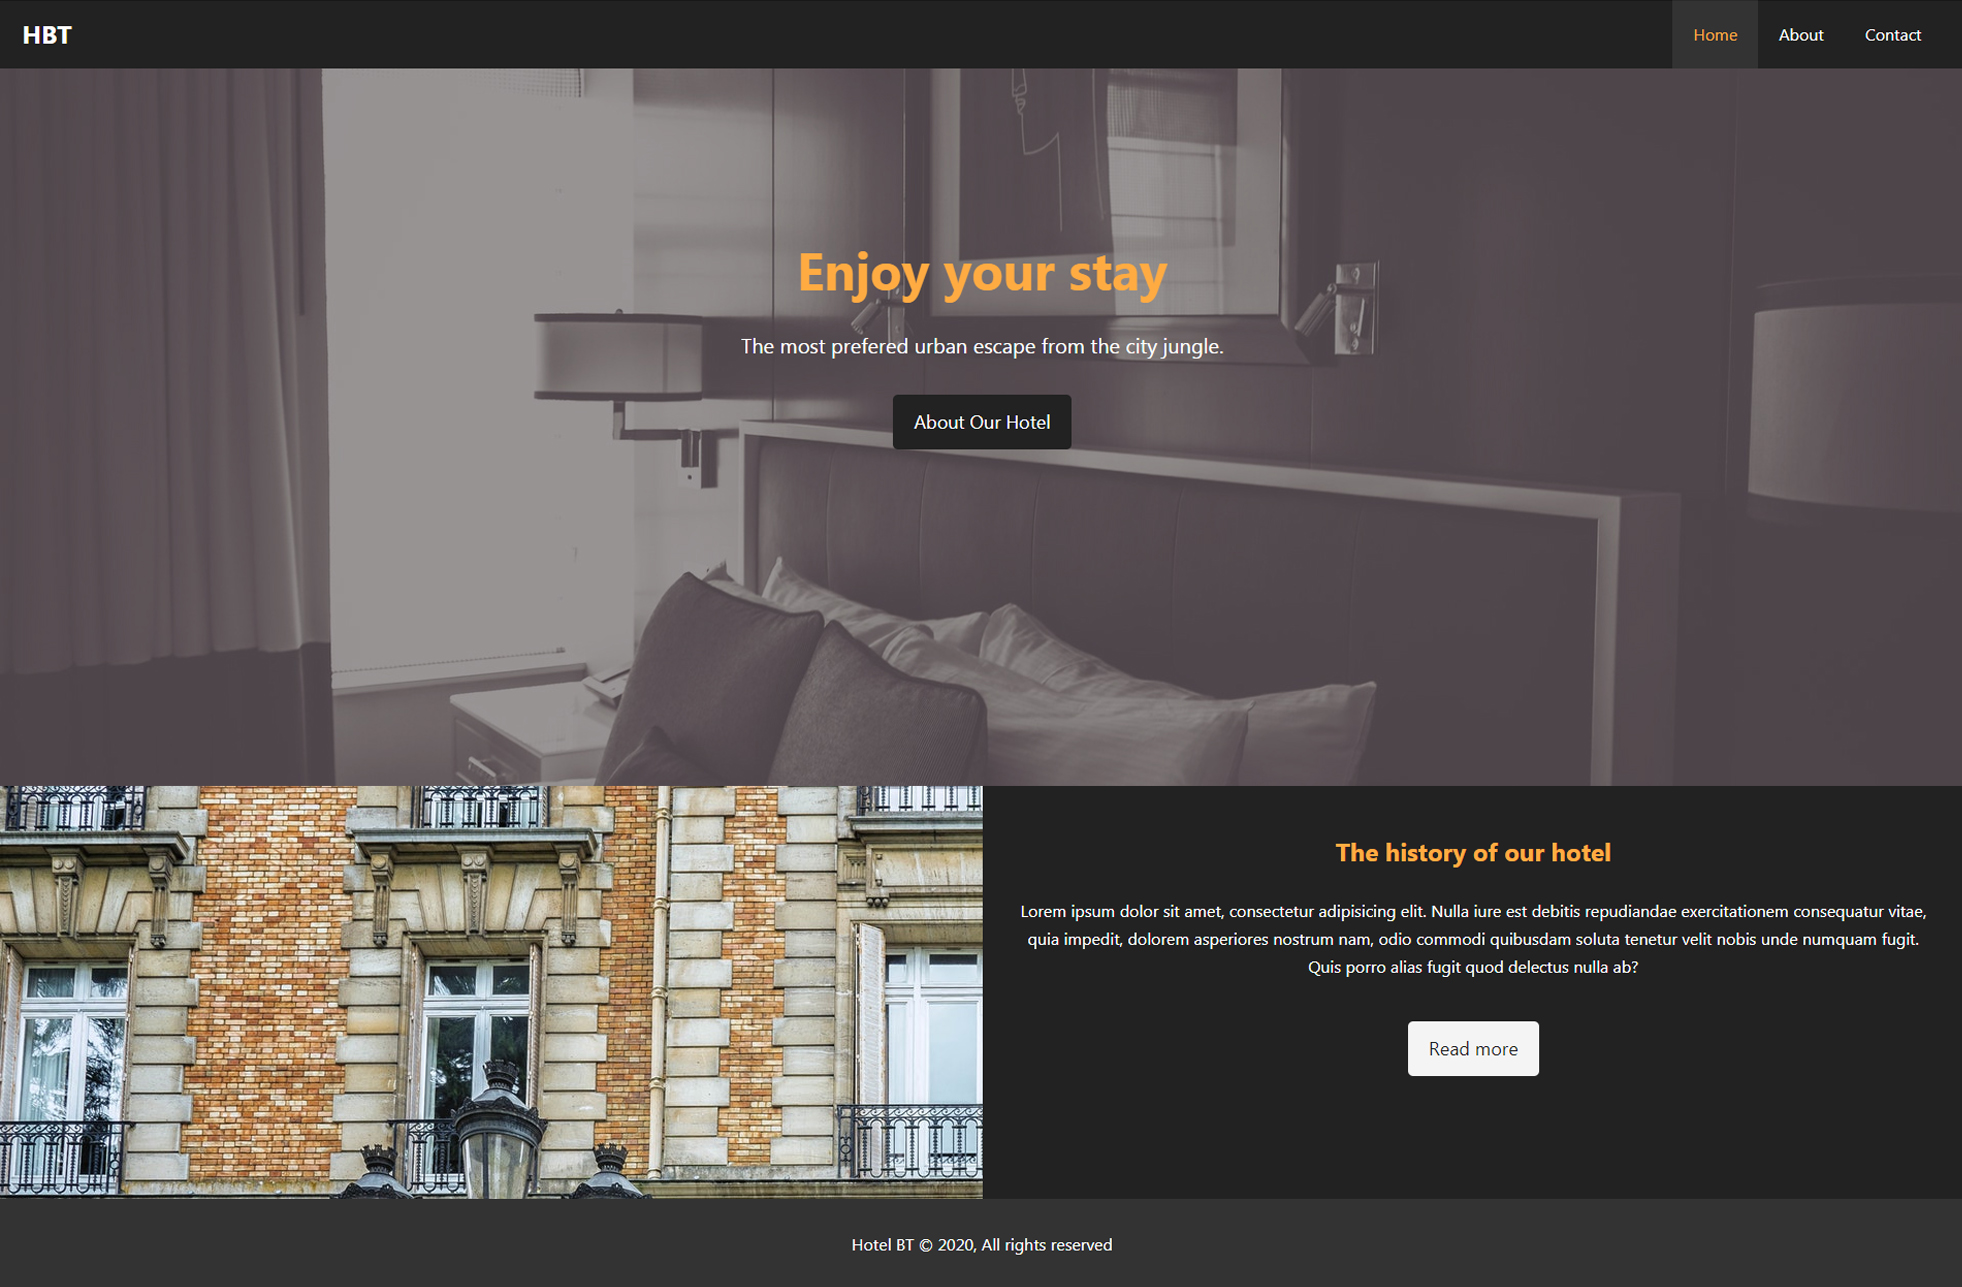 HBT
Home
About
Contact
Enjoy your stay
The most prefered urban escape from the city jungle.
About Our Hotel
The history of our hotel
Lorem ipsum dolor sit amet, consectetur adipisicing elit. Nulla iure est debitis repudiandae exercitationem consequatur vitae,
quia impedit, dolorem asperiores nostrum nam, odio commodi quibusdam soluta tenetur velit nobis unde numquam fugit.
Quis porro alias fugit quod delectus nulla ab?
Read more
Hotel BT © 2020, All rights reserved